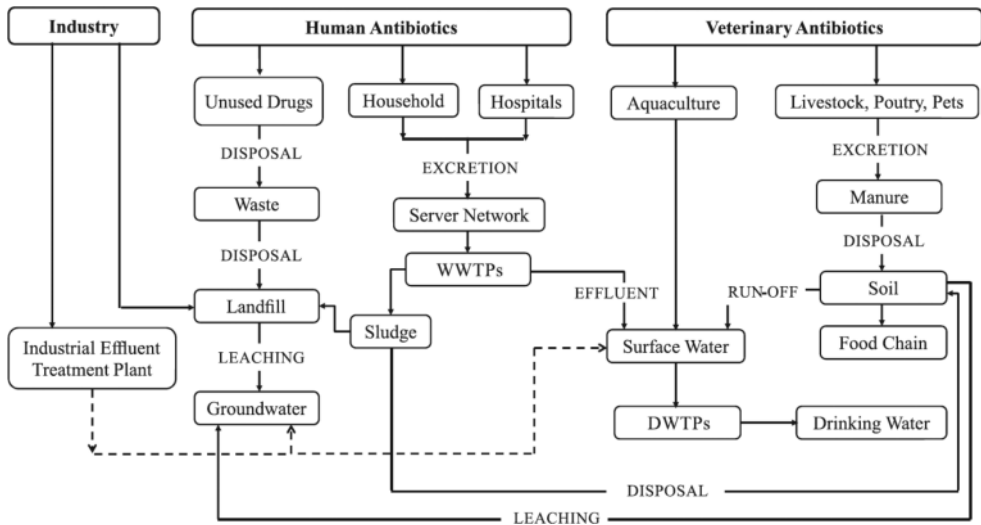 Industry
Human Antibiotics
Veterinary Antibiotics
Unused Drugs
Household
Hospitals
Aquaculture
Livestock, Poutry, Pets
DISPOSAL
EXCRETION
EXCRETION
Waste
Server Network
Manure
DISPOSAL
DISPOSAL
WWTPs
EFFLUENT
RUN-OFF
Soil
Landfill
Sludge
Industrial Effluent
Treatment Plant
LEACHING
Surface Water
Food Chain
Groundwater
DWTPs
Drinking Water
DISPOSAL
LEACHING